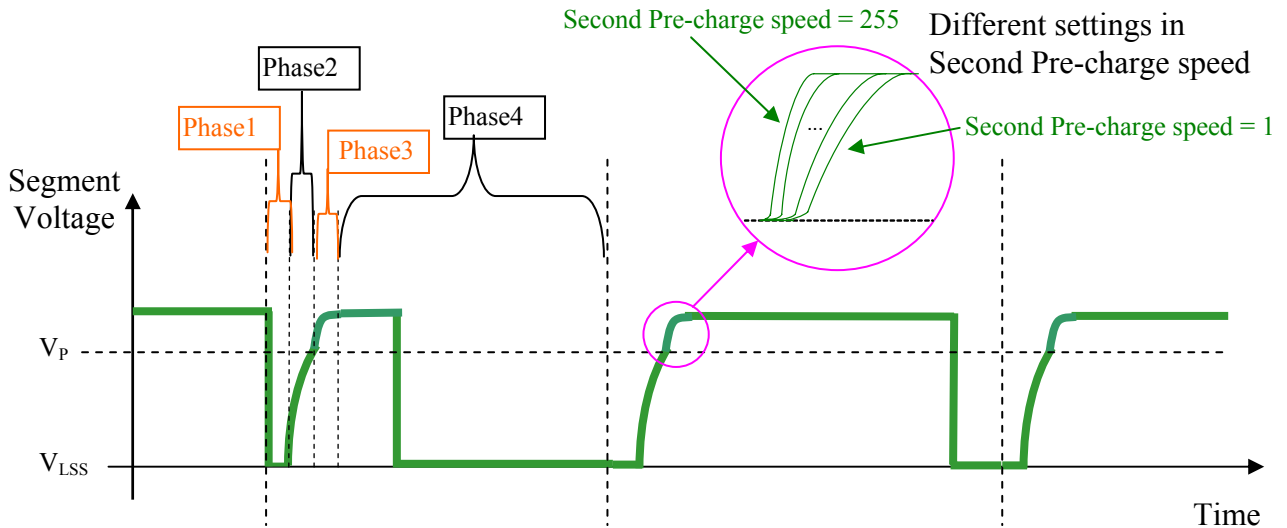 Second Pre-charge speed = 255
Different settings in
Second Pre-charge speed
Phase2
Phase1
Phase4
...
Second Pre-charge speed = 1
Phase3
Segment
Voltage
VP
VLSS
Time